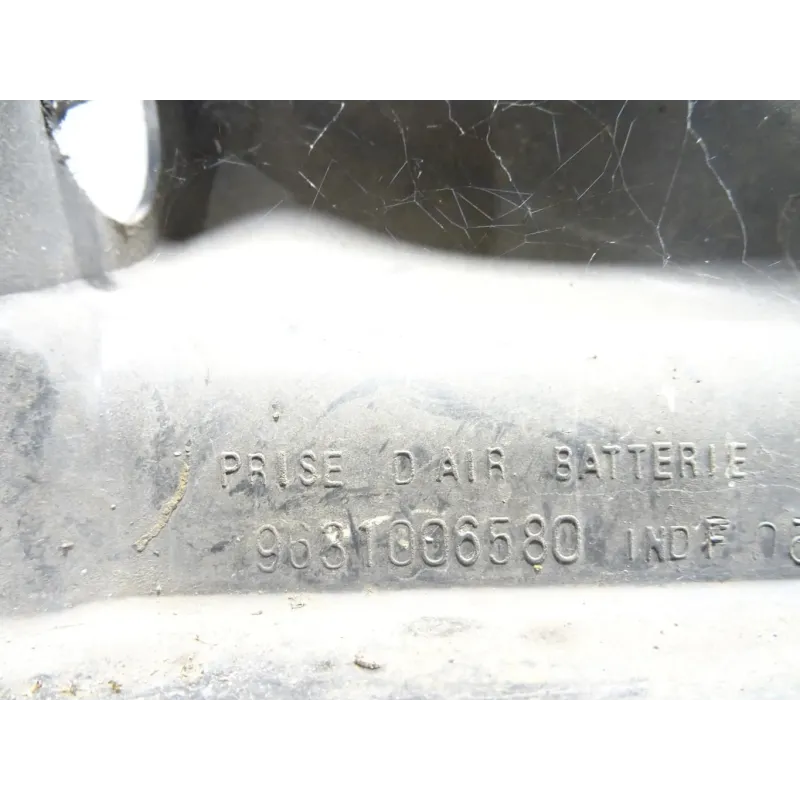 PRISE D'AIR BATTERIE
9631006580 IND F